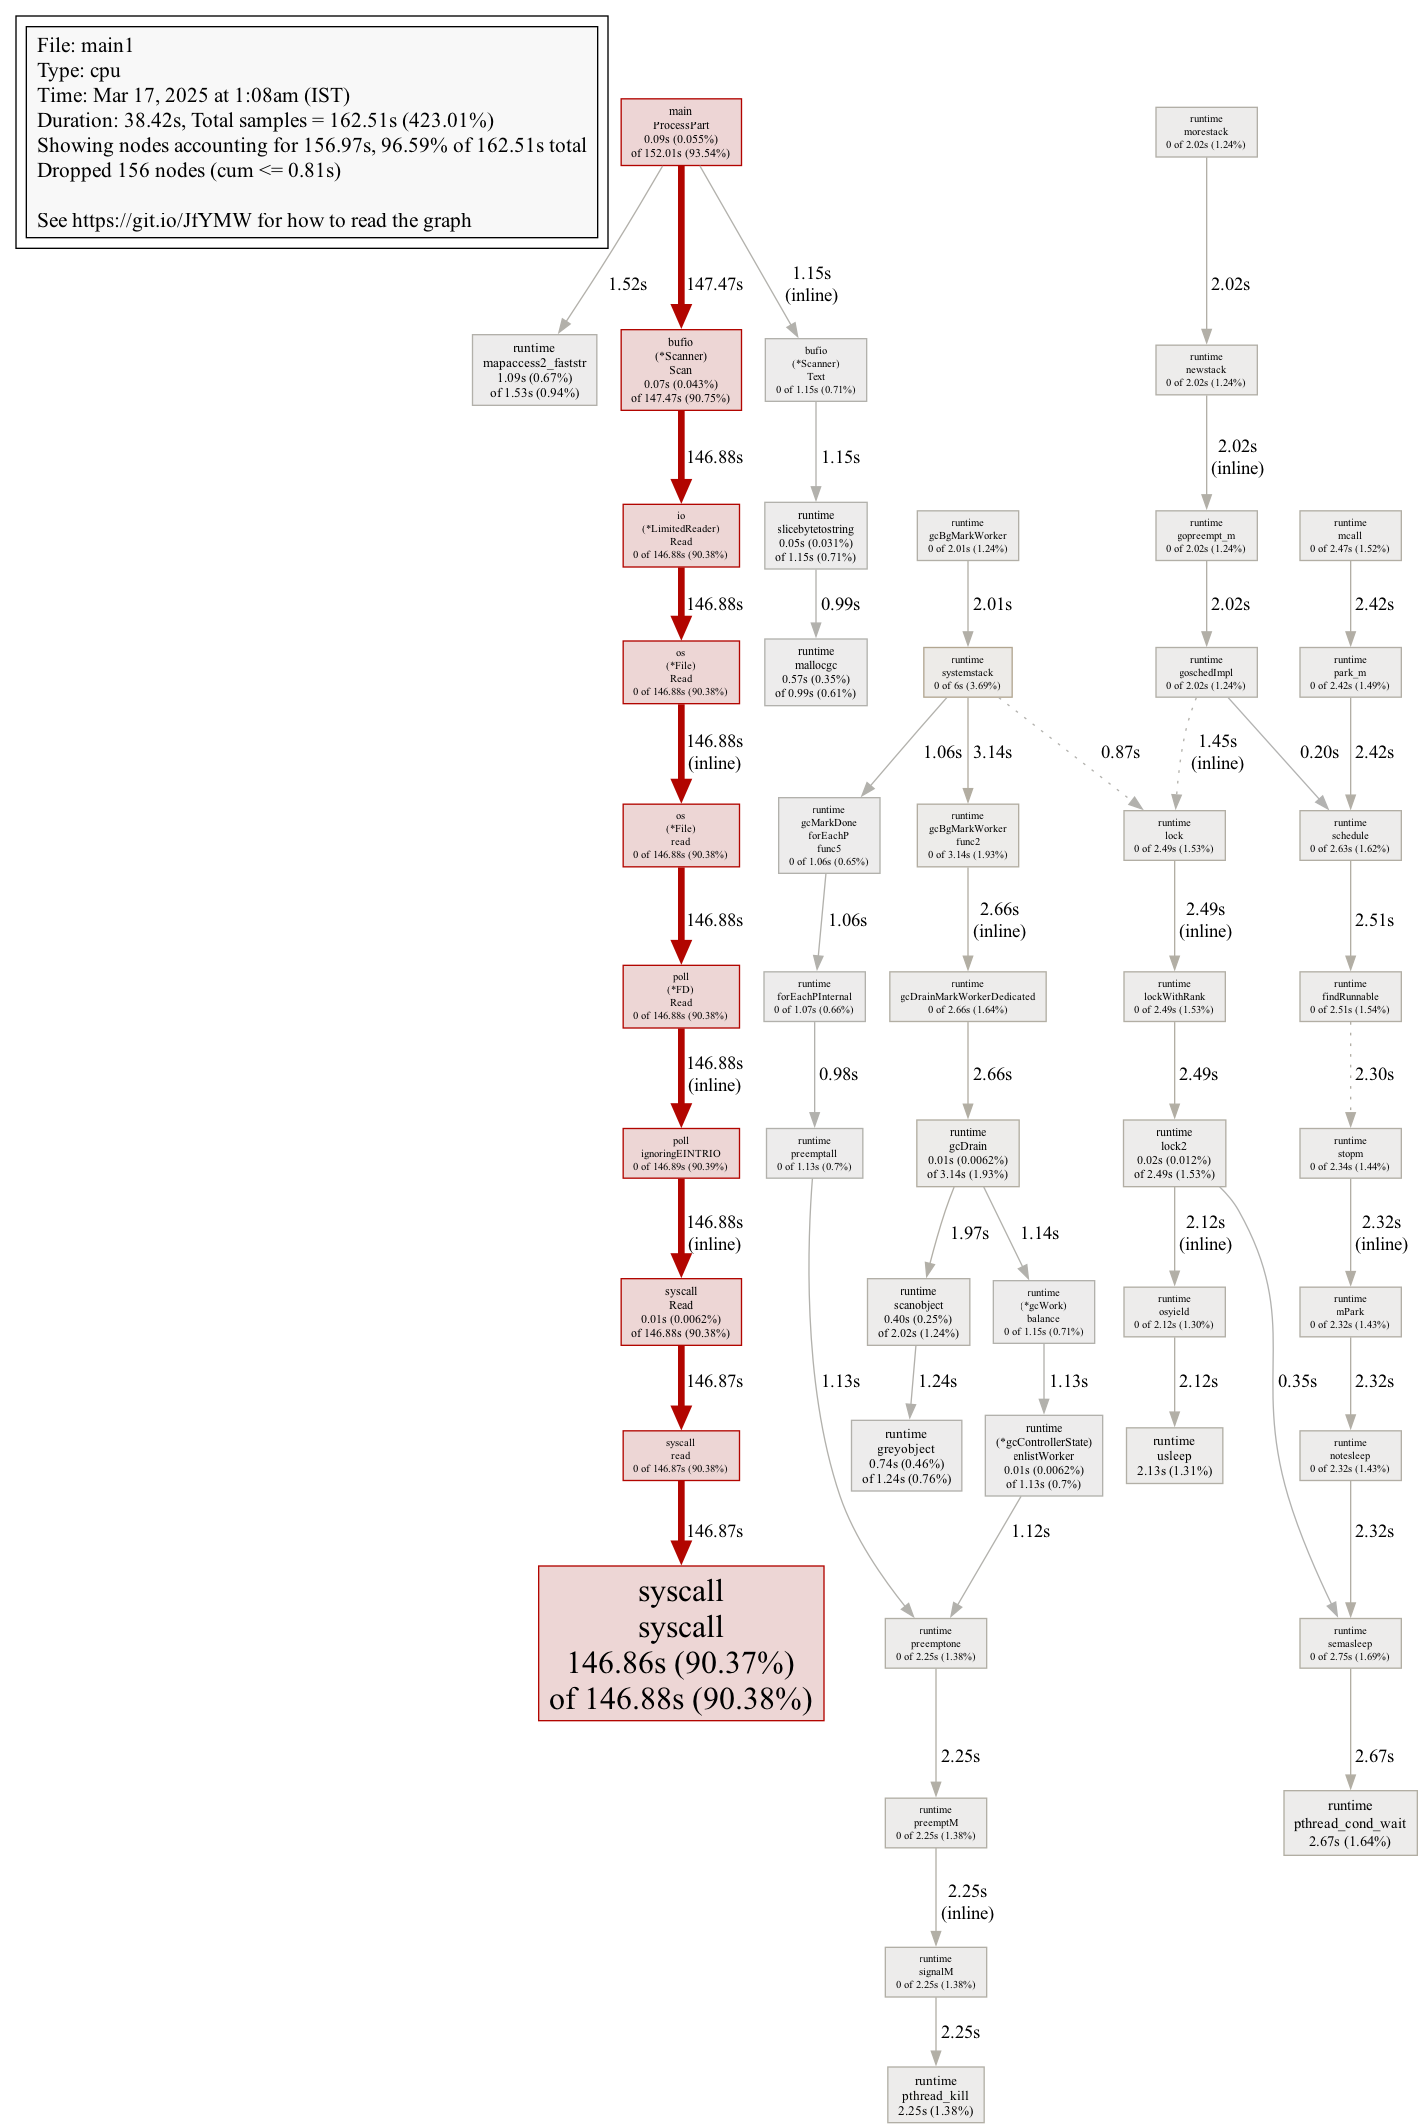 File: main1
Type: cpu
Time: Mar 17, 2025 at 1:08am (IST)
Duration: 38.42s, Total samples = 162.51s (423.01%)
Showing nodes accounting for 156.97s, 96.59% of 162.51s total
Dropped 156 nodes (cum <= 0.81s)
See https://git.io/JfYMW for how to read the graph
main
ProcessPart
0.09s (0.055%)
of 152.01s (93.54%)
runtime
morestack
0 of 2.02s (1.24%)
1.52s
147.47s
1.15s
(inline)
2.02s
runtime
mapaccess2_faststr
1.09s (0.67%)
of 1.53s (0.94%)
bufio
(*Scanner)
Scan
0.07s (0.043%)
of 147.47s (90.75%)
bufio
(*Scanner)
Text
0 of 1.15s (0.71%)
runtime
newstack
0 of 2.02s (1.24%)
146.88s
1.15s
2.02s
(inline)
io
(*LimitedReader)
Read
0 of 146.88s (90.38%)
runtime
slicebytetostring
0.05s (0.031%)
of 1.15s (0.71%)
runtime
gcBgMarkWorker
0 of 2.01s (1.24%)
runtime
gopreempt_m
0 of 2.02s (1.24%)
runtime
mcall
0 of 2.47s (1.52%)
146.88s
0.99s
2.01s
2.02s
2.42s
os
(*File)
Read
0 of 146.88s (90.38%)
runtime
mallocgc
0.57s (0.35%)
of 0.99s (0.61%)
runtime
systemstack
0 of 6s (3.69%)
runtime
goschedImpl
0 of 2.02s (1.24%)
runtime
park_m
0 of 2.42s (1.49%)
146.88s
(inline)
1.06s
3.14s
0.87s
1.45s
(inline)
0.20s
2.42s
os
(*File)
read
0 of 146.88s (90.38%)
runtime
gcMarkDone
forEachP
func5
0 of 1.06s (0.65%)
runtime
gcBgMarkWorker
func2
0 of 3.14s (1.93%)
runtime
lock
0 of 2.49s (1.53%)
runtime
schedule
0 of 2.63s (1.62%)
146.88s
1.06s
2.66s
(inline)
2.49s
(inline)
2.51s
poll
(*FD)
Read
0 of 146.88s (90.38%)
runtime
forEachPInternal
0 of 1.07s (0.66%)
runtime
gcDrainMarkWorkerDedicated
0 of 2.66s (1.64%)
runtime
lockWithRank
0 of 2.49s (1.53%)
runtime
findRunnable
0 of 2.51s (1.54%)
146.88s
(inline)
0.98s
2.66s
2.49s
2.30s
poll
ignoringEINTRIO
0 of 146.89s (90.39%)
runtime
preemptall
0 of 1.13s (0.7%)
runtime
gcDrain
0.01s (0.0062%)
of 3.14s (1.93%)
runtime
lock2
0.02s (0.012%)
of 2.49s (1.53%)
runtime
stopm
0 of 2.34s (1.44%)
146.88s
(inline)
1.97s
1.14s
2.12s
(inline)
2.32s
(inline)
syscall
Read
0.01s (0.0062%)
of 146.88s (90.38%)
runtime
scanobject
0.40s (0.25%)
of 2.02s (1.24%)
runtime
(*gcWork)
balance
0 of 1.15s (0.71%)
runtime
osyield
0 of 2.12s (1.30%)
runtime
mPark
0 of 2.32s (1.43%)
146.87s
1.13s
1.24s
1.13s
2.12s
0.35s
2.32s
syscall
read
0 of 146.87s (90.38%)
runtime
greyobject
0.74s (0.46%)
of 1.24s (0.76%)
runtime
(*gcControllerState)
enlistWorker
0.01s (0.0062%)
of 1.13s (0.7%)
runtime
usleep
2.13s (1.31%)
runtime
notesleep
0 of 2.32s (1.43%)
146.87s
1.12s
2.32s
syscall
syscall
146.86s (90.37%)
of 146.88s (90.38%)
runtime
preemptone
0 of 2.25s (1.38%)
runtime
semasleep
0 of 2.75s (1.69%)
2.25s
2.67s
runtime
preemptM
0 of 2.25s (1.38%)
runtime
pthread_cond_wait
2.67s (1.64%)
2.25s
(inline)
runtime
signalM
0 of 2.25s (1.38%)
2.25s
runtime
pthread_kill
2.25s (1.38%)